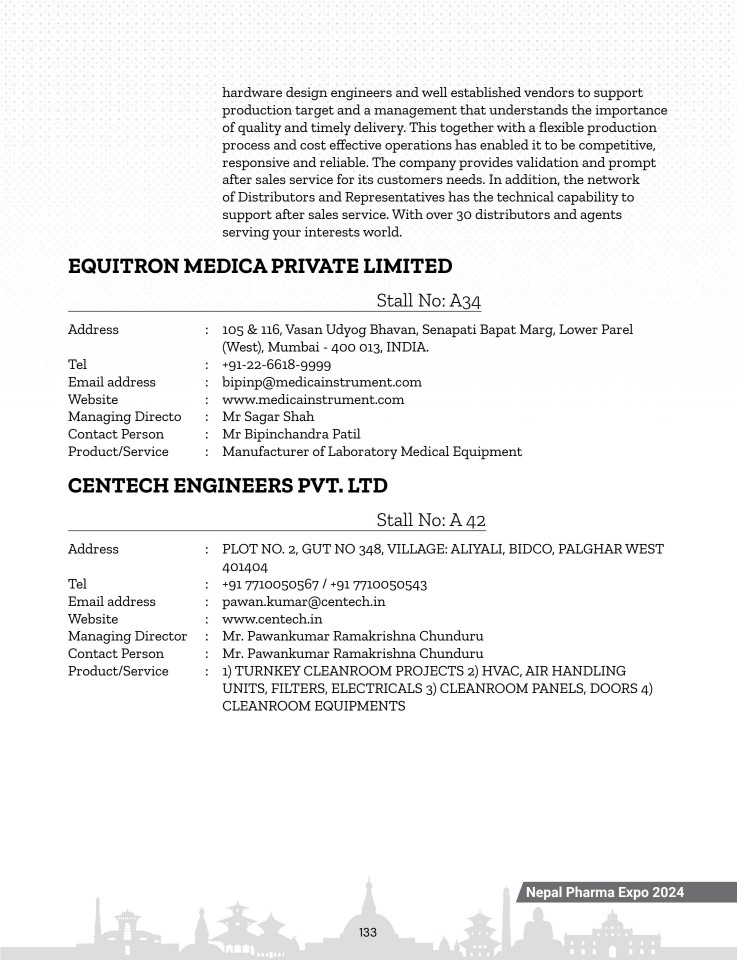 hardware design engineers and well established vendors to support
production target and a management that understands the importance
of quality and timely delivery. This together with a flexible production
process and cost effective operations has enabled it to be competitive,
responsive and reliable. The company provides validation and prompt
after sales service for its customers needs. In addition, the network
of Distributors and Representatives has the technical capability to
support after sales service. With over 30 distributors and agents
serving your interests world.
EQUITRON MEDICA PRIVATE LIMITED
Stall No: A34
Address : 105 & 116, Vasan Udyog Bhavan, Senapati Bapat Marg, Lower Parel
(West), Mumbai - 400 013, INDIA.
Tel : +91-22-6618-9999
Email address : bipinp@medicainstrument.com
Website : www.medicainstrument.com
Managing Directo : Mr Sagar Shah
Contact Person : Mr Bipinchandra Patil
Product/Service : Manufacturer of Laboratory Medical Equipment
CENTECH ENGINEERS PVT. LTD
Stall No: A 42
Address : PLOT NO. 2, GUT NO 348, VILLAGE: ALIYALI, BIDCO, PALGHAR WEST
401404
Tel : +91 7710050567 / +91 7710050543
Email address : pawan.kumar@centech.in
Website : www.centech.in
Managing Director : Mr. Pawankumar Ramakrishna Chunduru
Contact Person : Mr. Pawankumar Ramakrishna Chunduru
Product/Service : 1) TURNKEY CLEANROOM PROJECTS 2) HVAC, AIR HANDLING
UNITS, FILTERS, ELECTRICALS 3) CLEANROOM PANELS, DOORS 4)
CLEANROOM EQUIPMENTS
Nepal Pharma Expo 2024
133